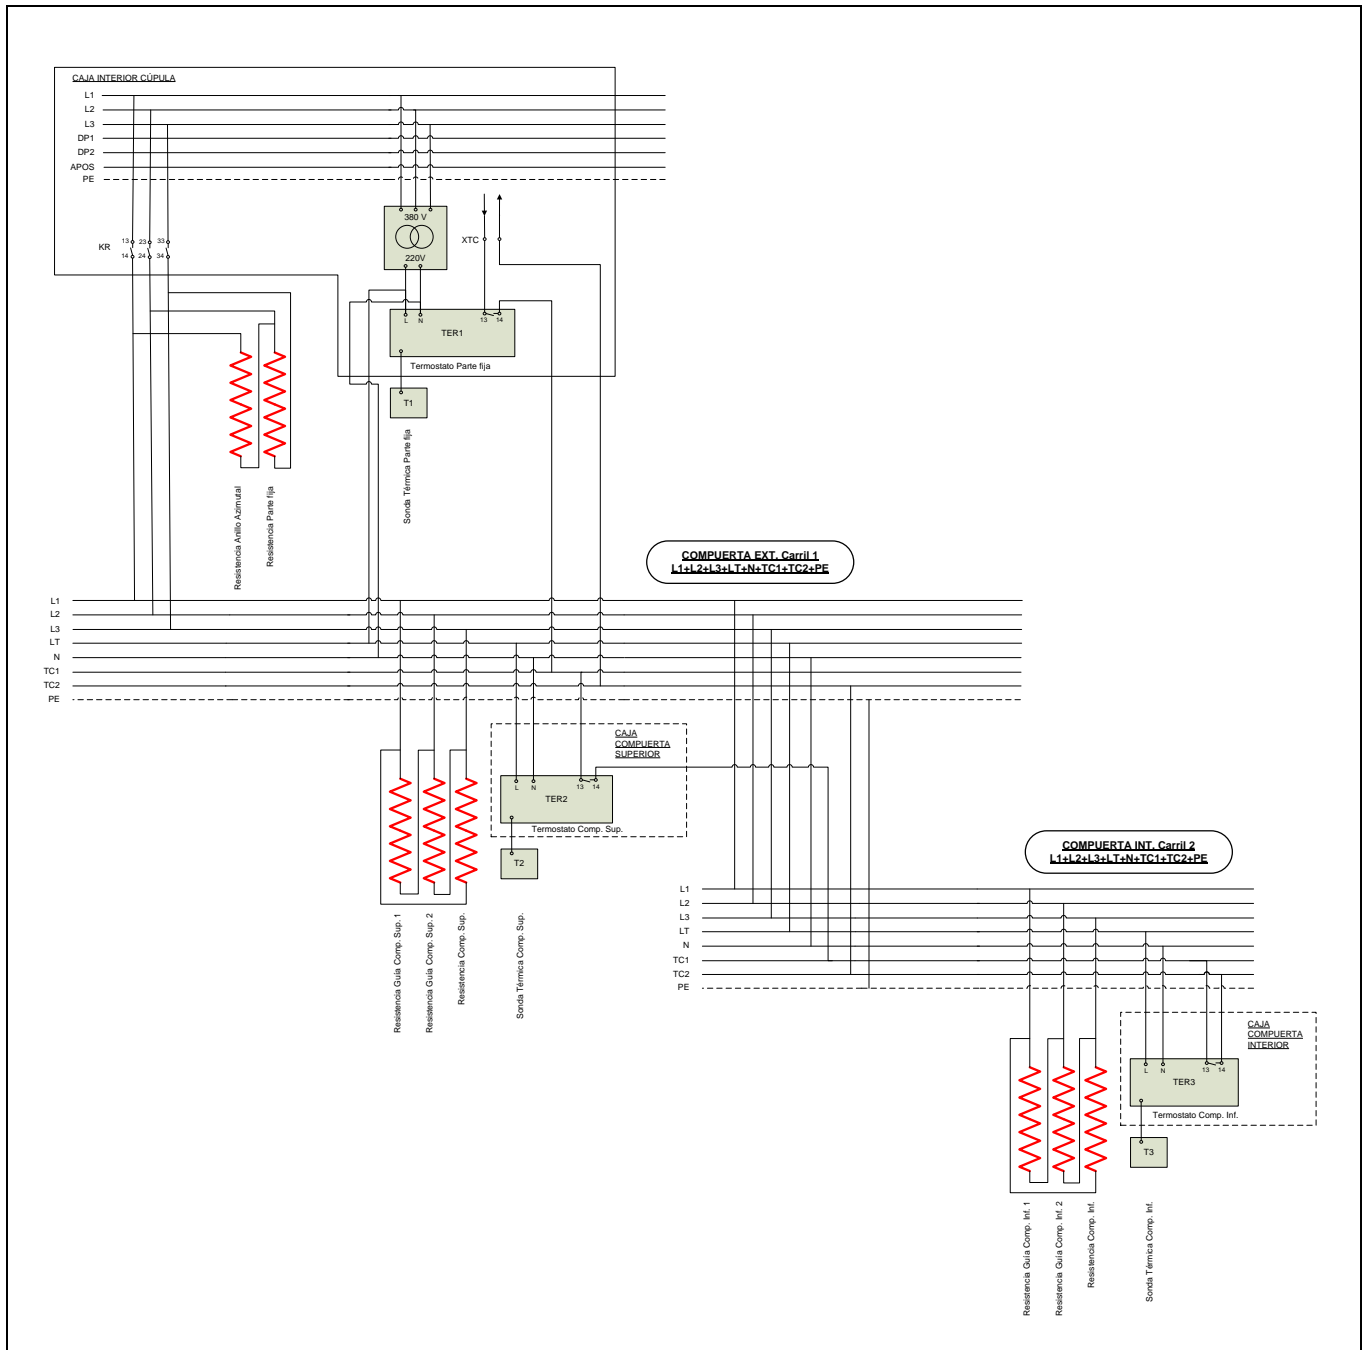 CAJA INTERIOR CÚPULA
L1
L2
L3
DP1
DP2
APOS
PE
380 V
220V
XTC
KR
13
23
33
14
24
34
L
N
13
14
TER1
Termostato Parte fija
T1
Sonda Térmica Parte fija
Resistencia Anillo Azimutal
Resistencia Parte fija
COMPUERTA EXT. Carril 1
L1+L2+L3+LT+N+TC1+TC2+PE
L1
L2
L3
LT
N
TC1
TC2
PE
CAJA
COMPUERTA
SUPERIOR
L
N
13
14
TER2
Termostato Comp. Sup.
T2
Resistencia Guía Comp. Sup. 1
Resistencia Guía Comp. Sup. 2
Resistencia Comp. Sup.
Sonda Térmica Comp. Sup.
COMPUERTA INT. Carril 2
L1+L2+L3+LT+N+TC1+TC2+PE
L1
L2
L3
LT
N
TC1
TC2
PE
CAJA
COMPUERTA
INTERIOR
L
N
13
14
TER3
Termostato Comp. Inf.
T3
Resistencia Guía Comp. Inf. 1
Resistencia Guía Comp. Inf. 2
Resistencia Comp. Inf.
Sonda Térmica Comp. Inf.